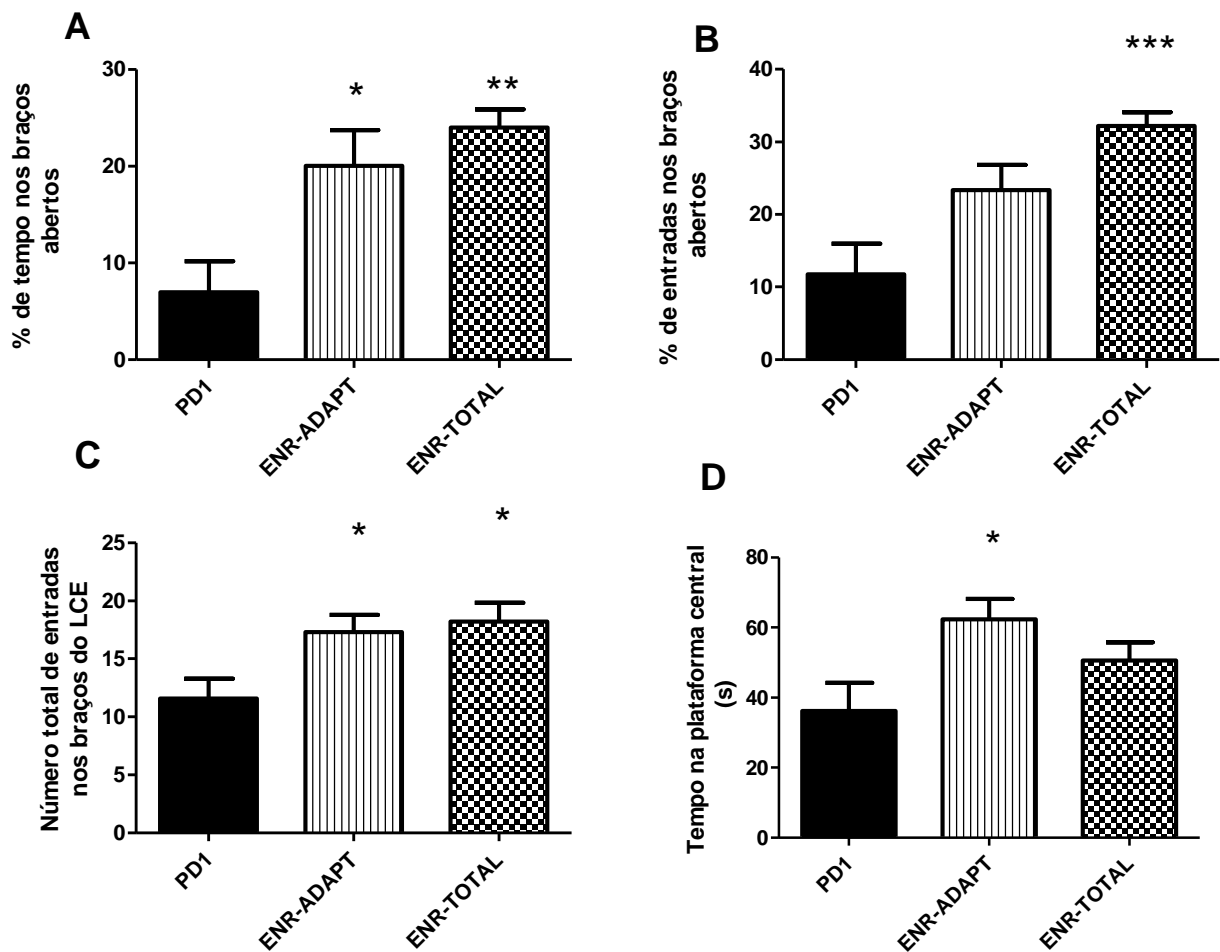 A
% de tempo nos braços
abertos
30
20
10
0
*
**
PD1
ENR-ADAPT
ENR-TOTAL
B
% de entradas nos braços
abertos
40
30
20
10
0
***
PD1
ENR-ADAPT
ENR-TOTAL
C
Número total de entradas
nos braços do LCE
25
20
15
10
5
0
*
*
PD1
ENR-ADAPT
ENR-TOTAL
D
Tempo na plataforma central
(s)
80
60
40
20
0
*
PD1
ENR-ADAPT
ENR-TOTAL